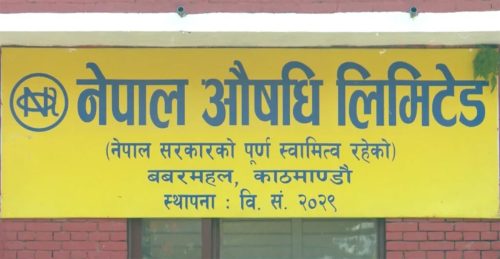 नेपाल औषधि लिमिटेड
(नेपाल सरकारको पूर्ण स्वामित्व रहेको)
बबरमहल, काठमाण्डौ
स्थापना : वि. सं. २०२९